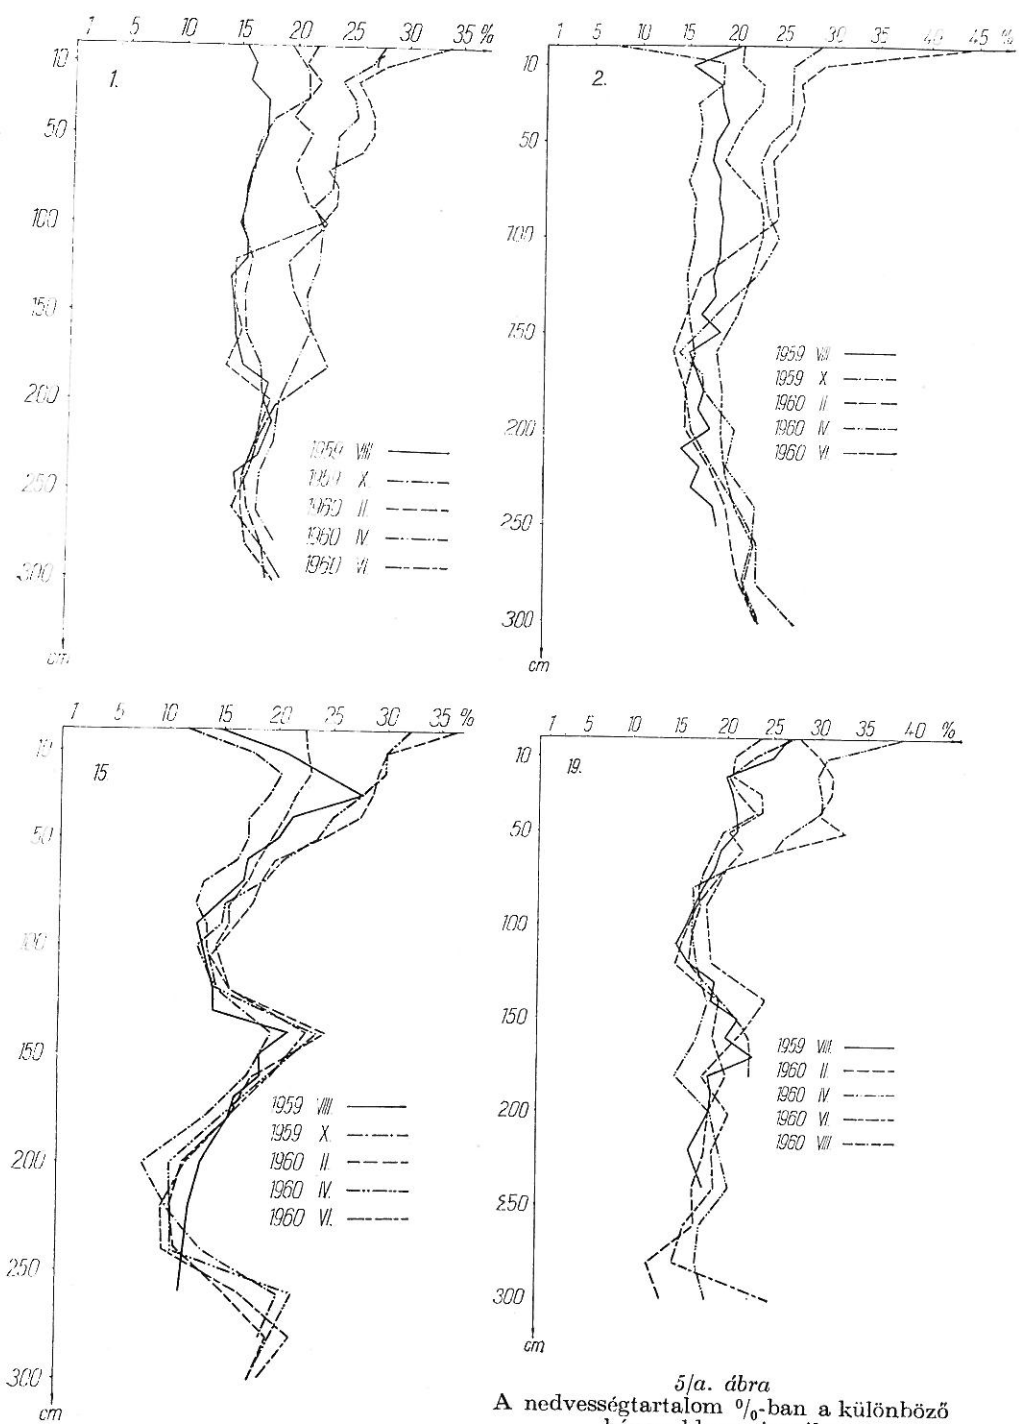 1 5 10 15 20 25 30 35 %
10
1.
50
100
150
200
250
300
cm
1959 VIII
1959 X.
1960 II.
1960 IV.
1960 VI.
1 5 10 15 20 25 30 35 40 45 %
10
2.
50
100
150
200
250
300
cm
1959 VIII
1959 X
1960 II.
1960 IV.
1960 VI.
1 5 10 15 20 25 30 35 %
10
15.
50
100
150
200
250
300
cm
1959 VIII.
1959 X.
1960 II.
1960 IV.
1960 VI.
1 5 10 15 20 25 30 35 40 %
10
19.
50
100
150
200
250
300
cm
1959 VIII.
1960 II.
1960 IV.
1960 VI.
1960 VIII
5/a. ábra
A nedvességtartalom %-ban a különböző